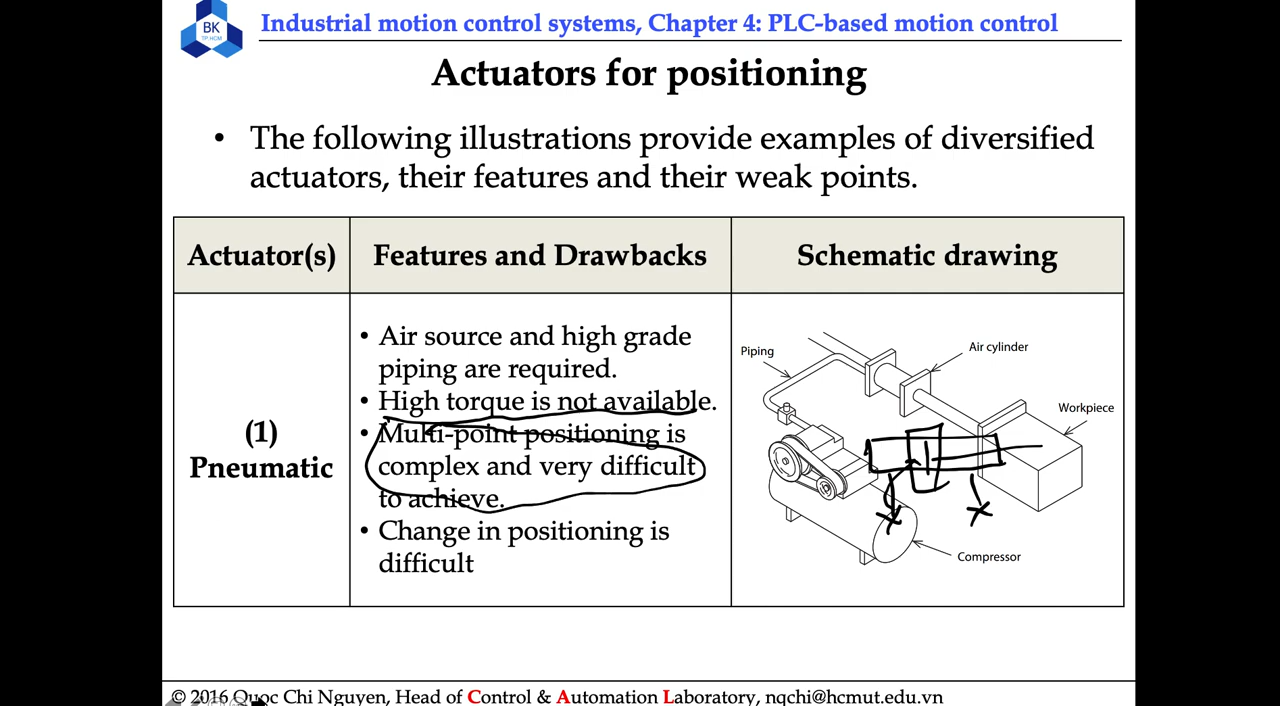 BK
TP.HCM
Industrial motion control systems, Chapter 4: PLC-based motion control
Actuators for positioning
• The following illustrations provide examples of diversified
actuators, their features and their weak points.
Actuator(s)
Features and Drawbacks
Schematic drawing
(1)
Pneumatic
• Air source and high grade
piping are required.
• High torque is not available.
• Multi-point positioning is
complex and very difficult
to achieve.
• Change in positioning is
difficult
Piping
Air cylinder
Workpiece
Compressor
© 2016 Quoc Chi Nguyen, Head of Control & Automation Laboratory, nqchi@hcmut.edu.vn